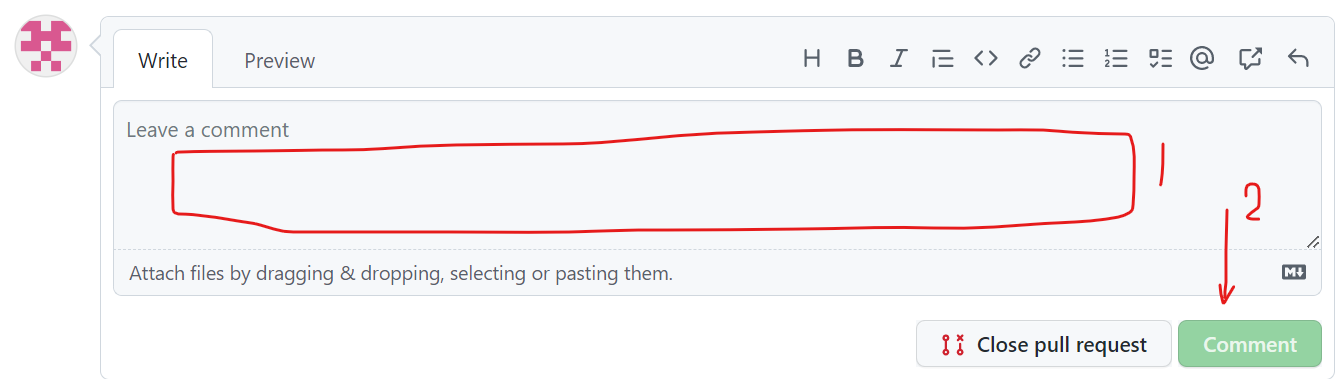 Write Preview H B I @
Leave a comment
1
2
Attach files by dragging & dropping, selecting or pasting them.
M
Close pull request Comment